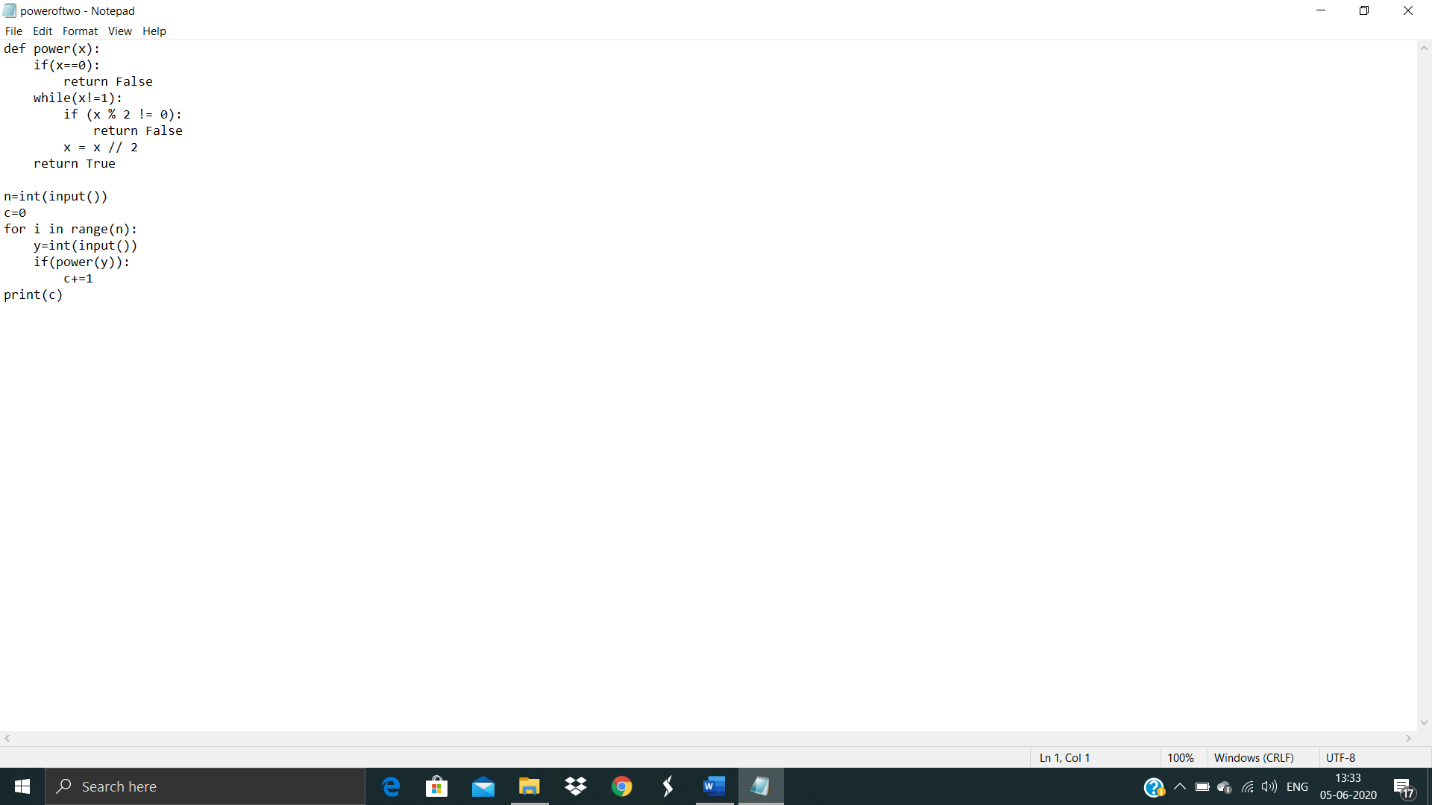 poweroftwo - Notepad
File Edit Format View Help
def power(x):
    if(x==0):
        return False
    while(x!=1):
        if (x % 2 != 0):
            return False
        x = x // 2
    return True

n=int(input())
c=0
for i in range(n):
    y=int(input())
    if(power(y)):
        c+=1
print(c)
Ln 1, Col 1 100% Windows (CRLF) UTF-8
Search here
W
ENG
13:33
05-06-2020
17